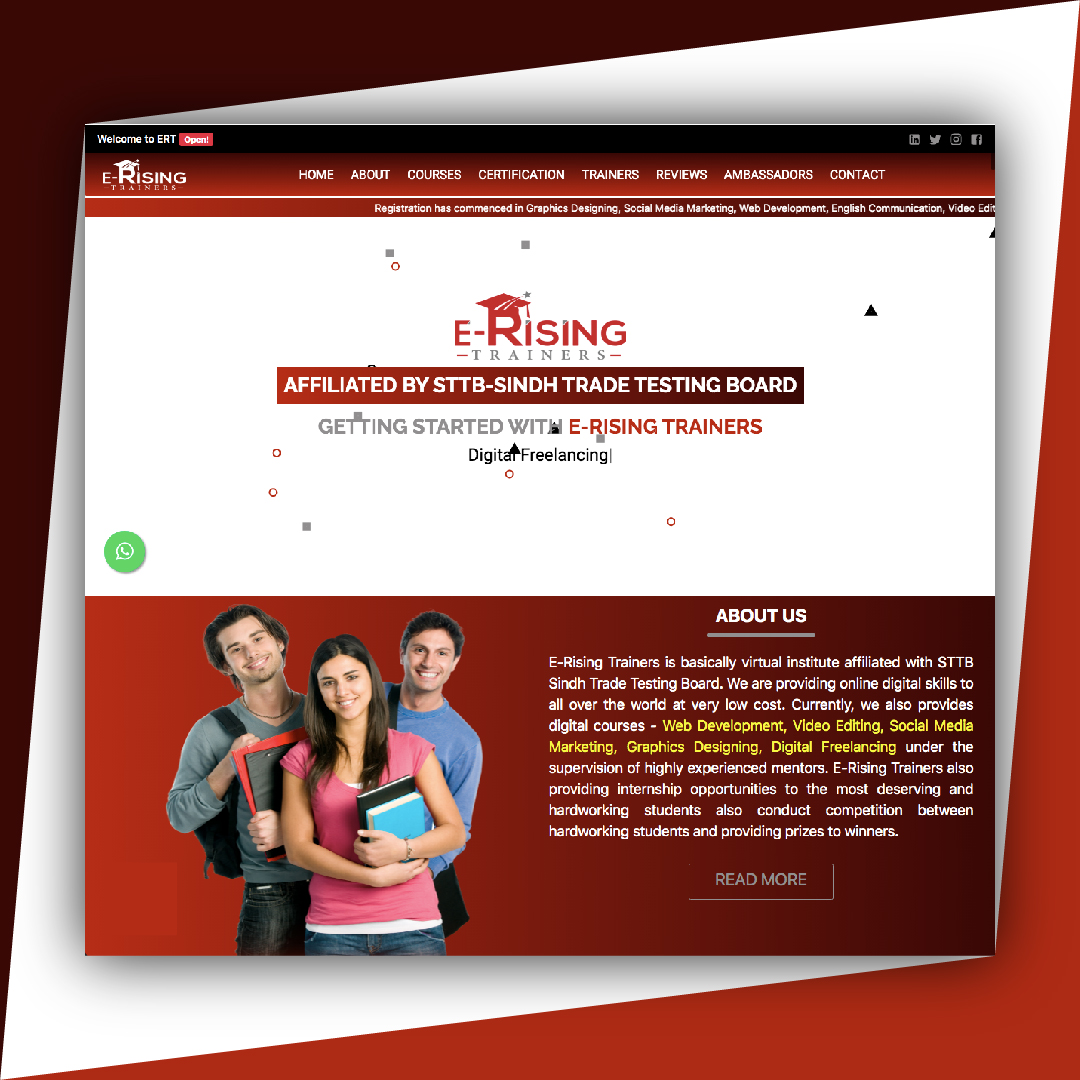 Welcome to ERT Open!
E-RISING
TRAINERS
HOME ABOUT COURSES CERTIFICATION TRAINERS REVIEWS AMBASSADORS CONTACT
Registration has commenced in Graphics Designing, Social Media Marketing, Web Development, English Communication, Video Edit
E-RISING
TRAINERS
AFFILIATED BY STTB-SINDH TRADE TESTING BOARD
GETTING STARTED WITH E-RISING TRAINERS
Digital Freelancing|
ABOUT US
E-Rising Trainers is basically virtual institute affiliated with STTB
Sindh Trade Testing Board. We are providing online digital skills to
all over the world at very low cost. Currently, we also provides
digital courses - Web Development, Video Editing, Social Media
Marketing, Graphics Designing, Digital Freelancing under the
supervision of highly experienced mentors. E-Rising Trainers also
providing internship opportunities to the most deserving and
hardworking students also conduct competition between
hardworking students and providing prizes to winners.
READ MORE